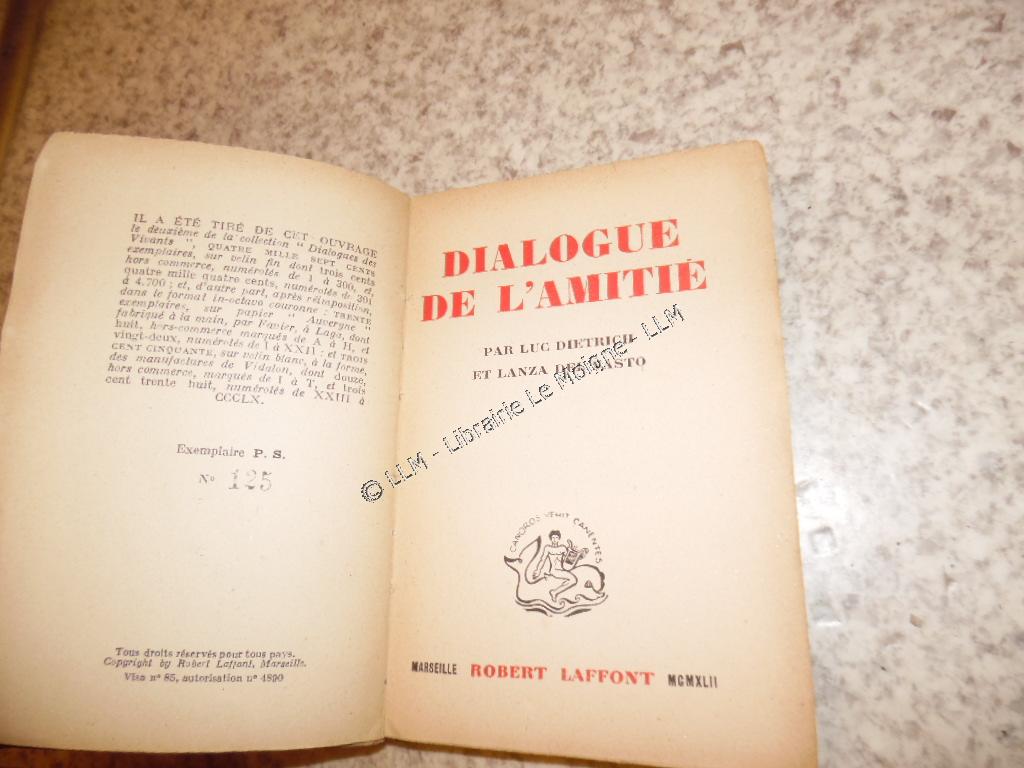 IL A ÉTÉ TIRÉ DE CET OUVRAGE
le deuxième de la collection " Dialogues des
Vivants ", QUATRE MILLE SEPT CENTS
exemplaires, sur velin fin dont trois cents
hors commerce, numérotés de 1 à 300, et,
quatre mille quatre cents, numérotés de 301
à 4.700; et, d'autre part, après réimposition,
dans le format in-octavo couronne : TRENTE
exemplaires, sur papier " Auvergne "
fabriqué à la main, par Favier, à Laga, dont
huit, hors-commerce marqués de A à H, et
vingt-deux, numérotés de I à XXII; et TROIS
CENT CINQUANTE, sur velin blanc, à la forme,
des manufactures de Vidalon, dont douze,
hors commerce, marqués de I à T, et trois
cent trente huit, numérotés de XXIII à
CCCLX.
Exemplaire P. S.
N° 125
Tous droits réservés pour tous pays.
Copyright by Robert Laffont, Marseille.
Visa n° 85, autorisation n° 4890
DIALOGUE
DE L'AMITIÉ
PAR LUC DIETRICH
ET LANZA DEL VASTO
CANOROS VEHIT CANENTES
MARSEILLE ROBERT LAFFONT MCMXLII
© LLM - Librairie Le Moigne - LLM